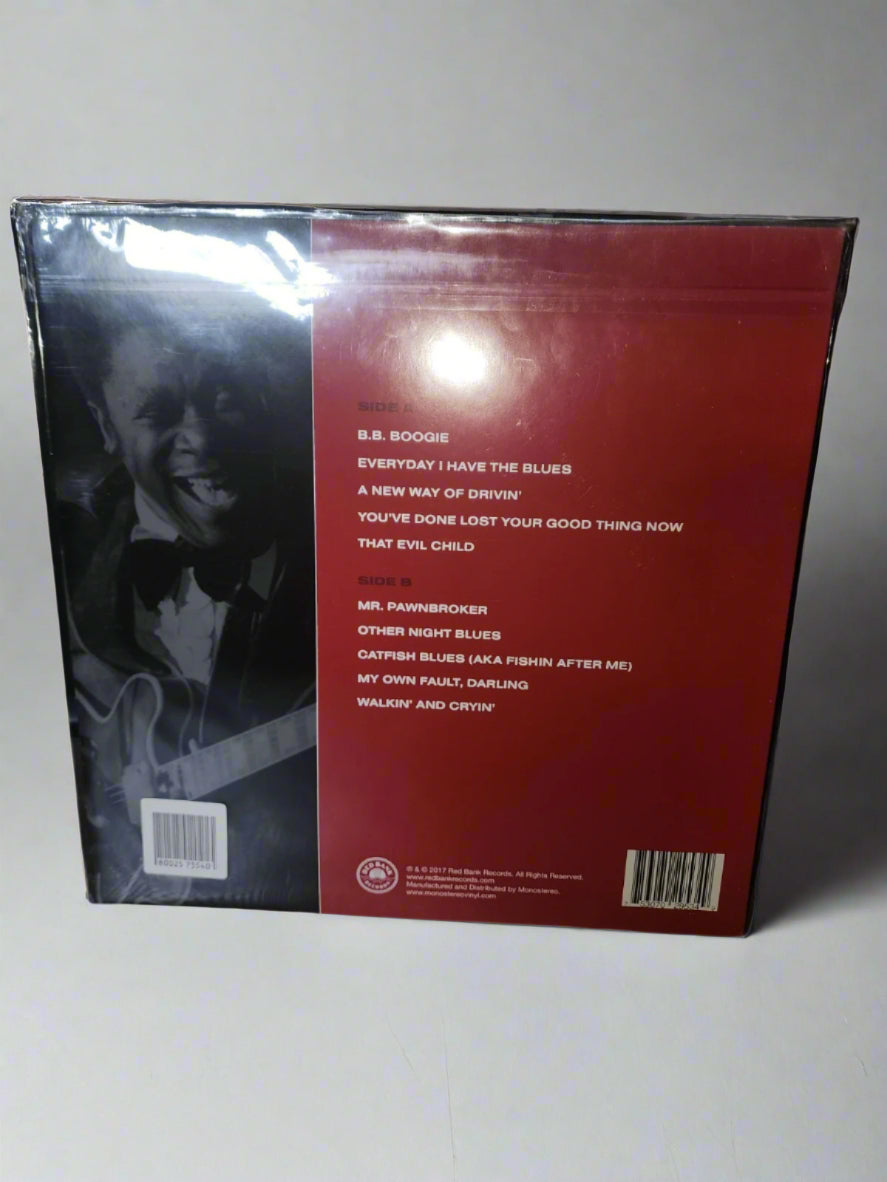 SIDE A
B.B. BOOGIE
EVERYDAY I HAVE THE BLUES
A NEW WAY OF DRIVIN'
YOU'VE DONE LOST YOUR GOOD THING NOW
THAT EVIL CHILD
SIDE B
MR. PAWNBROKER
OTHER NIGHT BLUES
CATFISH BLUES (AKA FISHIN AFTER ME)
MY OWN FAULT, DARLING
WALKIN' AND CRYIN'
RED BANK
RECORDS
℗ & © 2017 Red Bank Records, All Rights Reserved.
www.redbankrecords.com
Manufactured and Distributed by Monostereo.
www.monostereovinyl.com